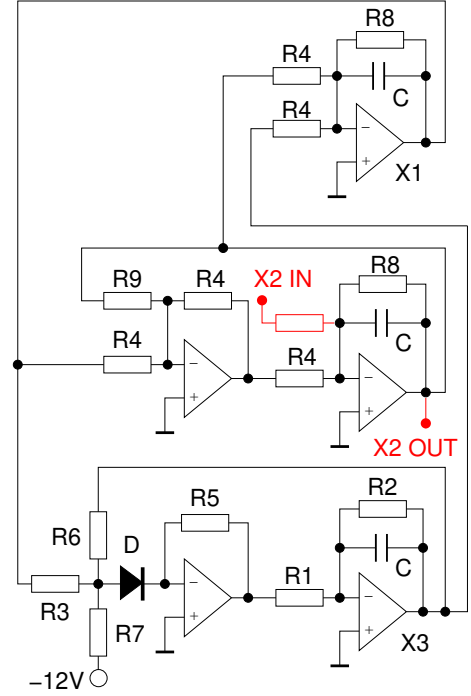 R8
R4
C
R4
−
+
X1
X2 IN
R8
R9
R4
C
R4
R4
−
+
−
+
X2 OUT
R5
R2
R6
D
R1
C
−
+
−
+
R3
R7
X3
−12V